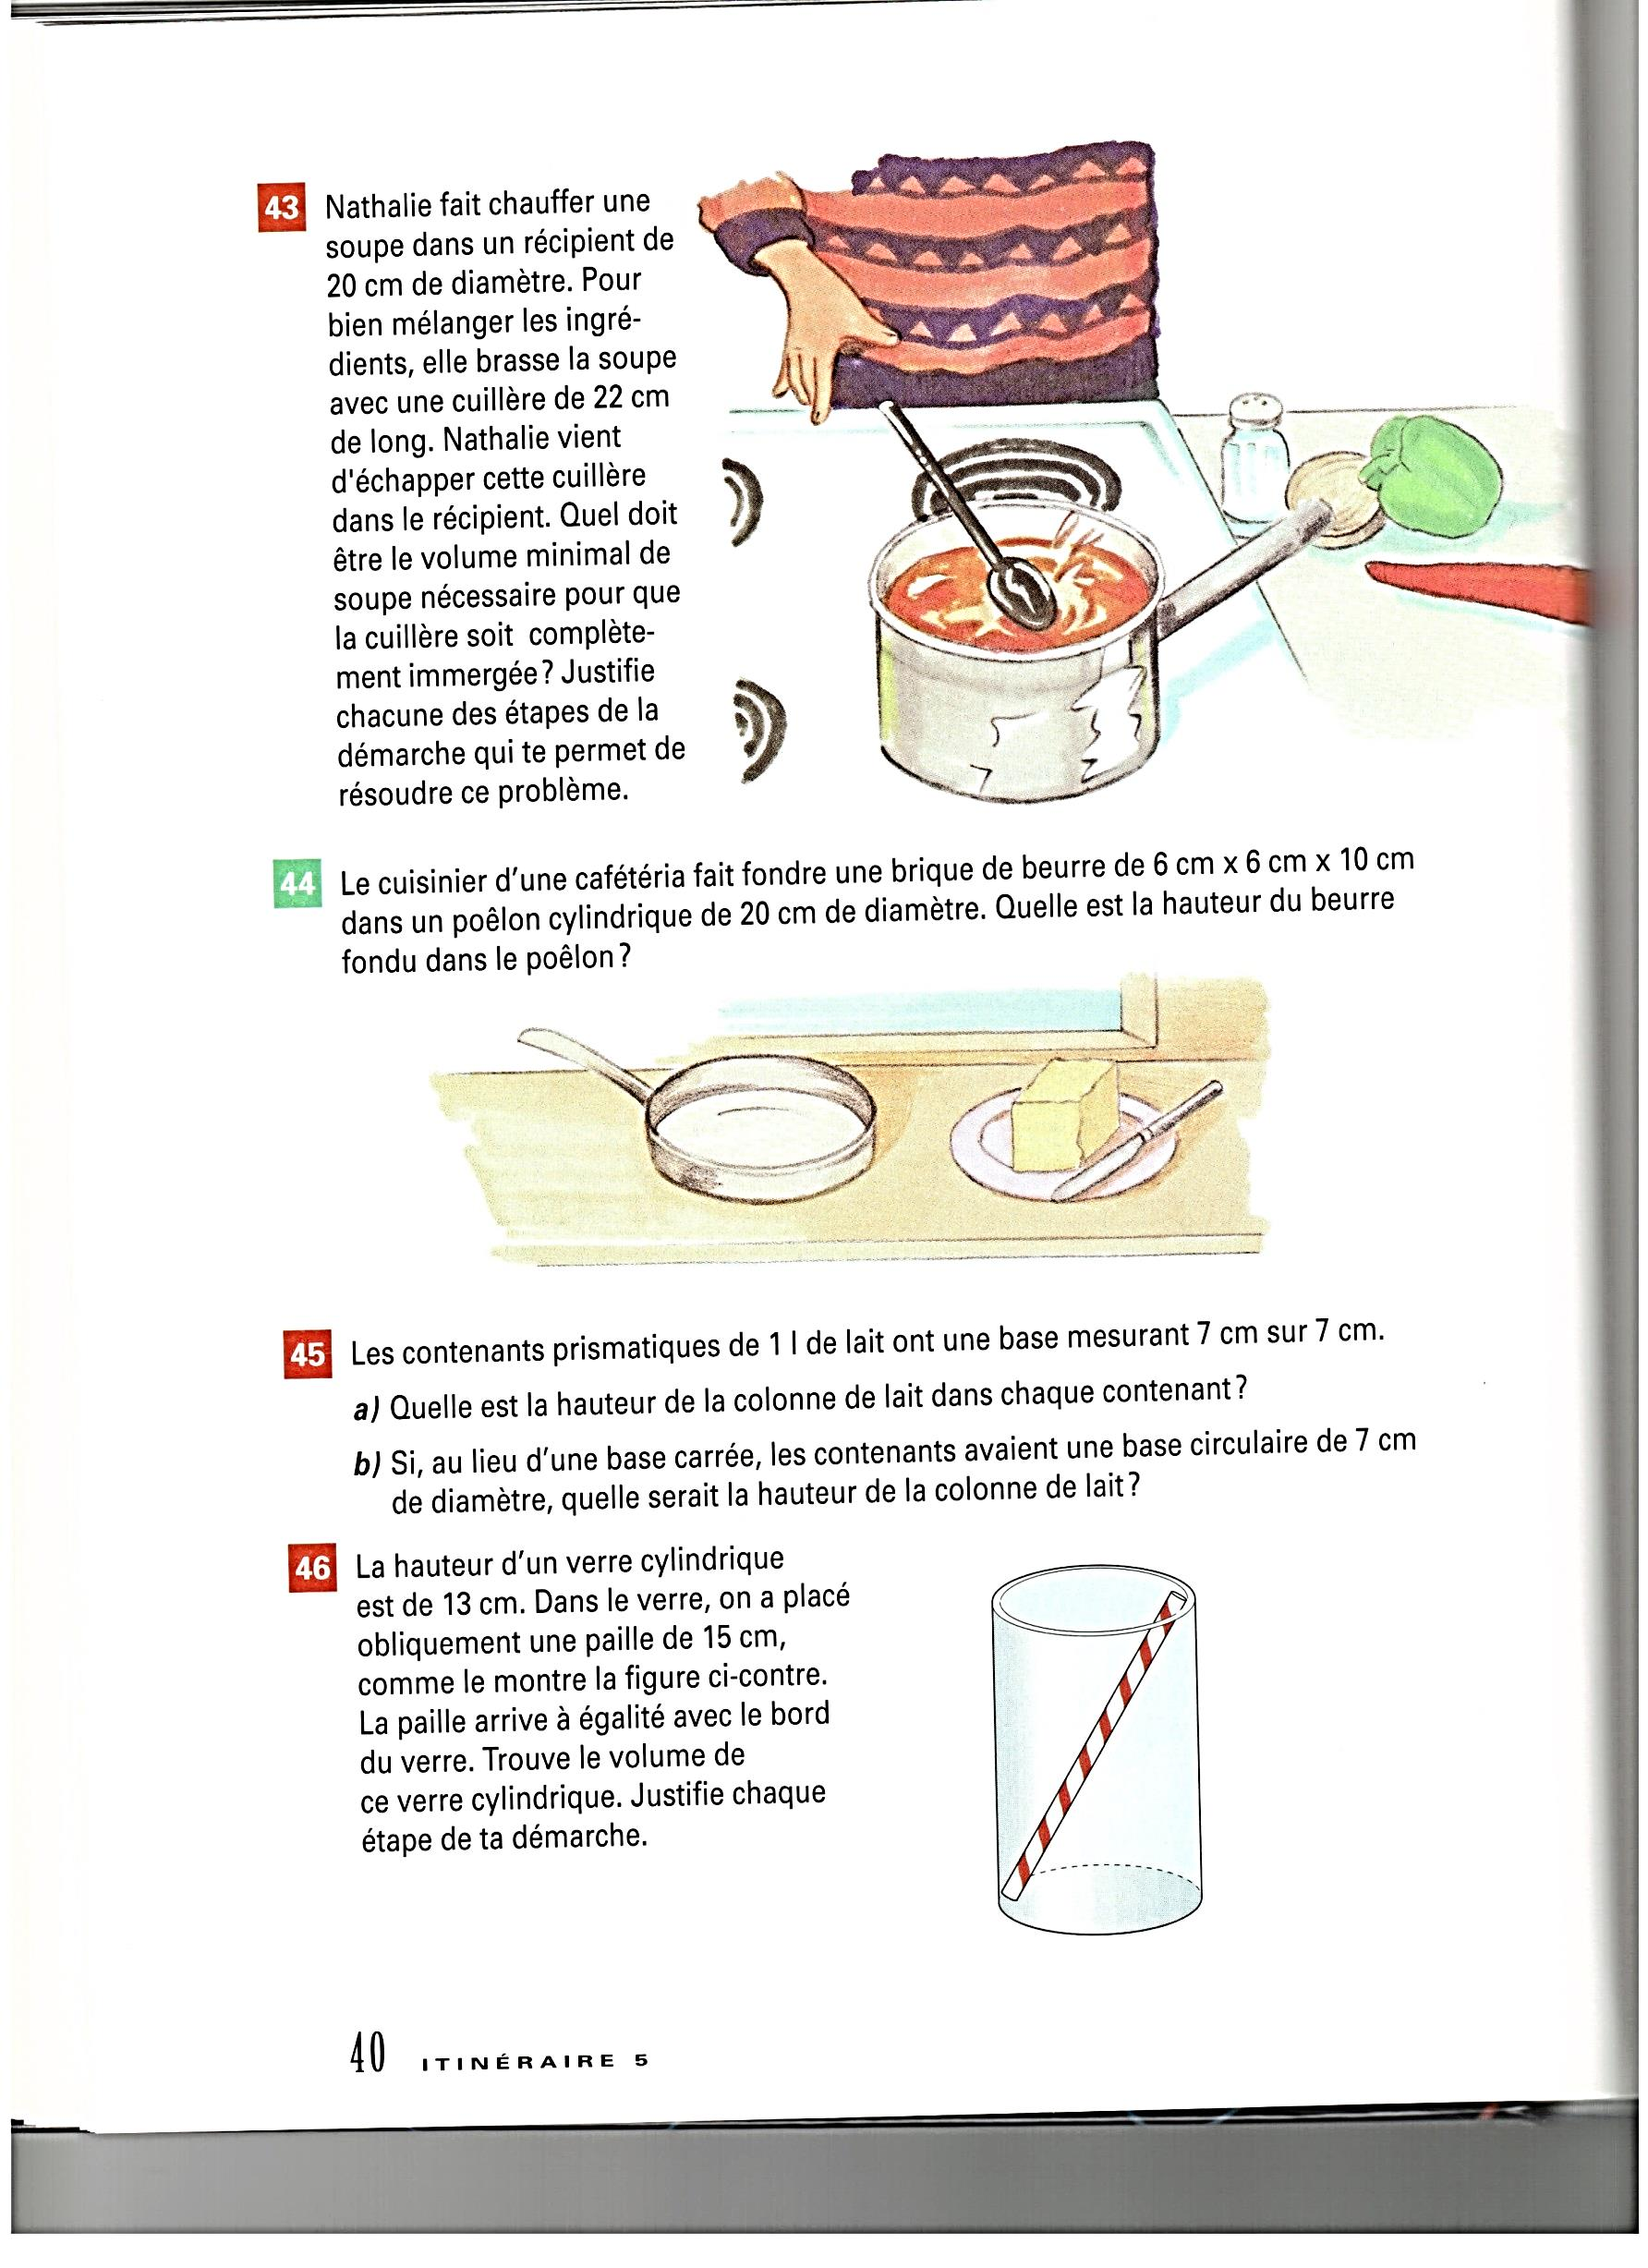 43 Nathalie fait chauffer une
soupe dans un récipient de
20 cm de diamètre. Pour
bien mélanger les ingré-
dients, elle brasse la soupe
avec une cuillère de 22 cm
de long. Nathalie vient
d'échapper cette cuillère
dans le récipient. Quel doit
être le volume minimal de
soupe nécessaire pour que
la cuillère soit complète-
ment immergée? Justifie
chacune des étapes de la
démarche qui te permet de
résoudre ce problème.
44 Le cuisinier d'une cafétéria fait fondre une brique de beurre de 6 cm x 6 cm x 10 cm
dans un poêlon cylindrique de 20 cm de diamètre. Quelle est la hauteur du beurre
fondu dans le poêlon?
45 Les contenants prismatiques de 1 l de lait ont une base mesurant 7 cm sur 7 cm.
a) Quelle est la hauteur de la colonne de lait dans chaque contenant?
b) Si, au lieu d'une base carrée, les contenants avaient une base circulaire de 7 cm
de diamètre, quelle serait la hauteur de la colonne de lait?
46 La hauteur d'un verre cylindrique
est de 13 cm. Dans le verre, on a placé
obliquement une paille de 15 cm,
comme le montre la figure ci-contre.
La paille arrive à égalité avec le bord
du verre. Trouve le volume de
ce verre cylindrique. Justifie chaque
étape de ta démarche.
40 ITINÉRAIRE 5